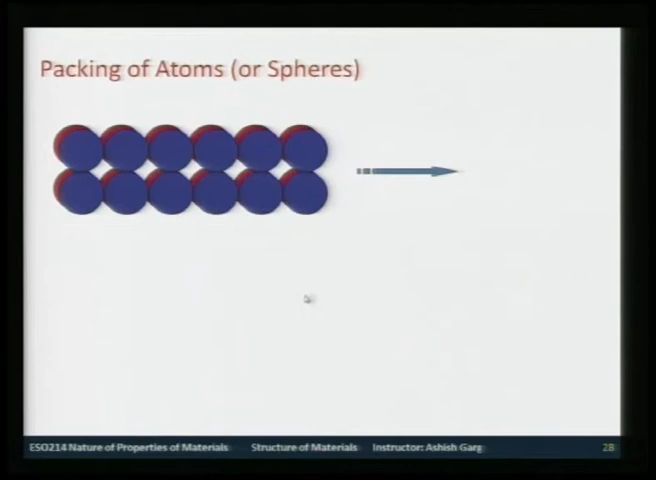 Packing of Atoms (or Spheres)
ESO214 Nature of Properties of Materials Structure of Materials Instructor: Ashish Garg 28